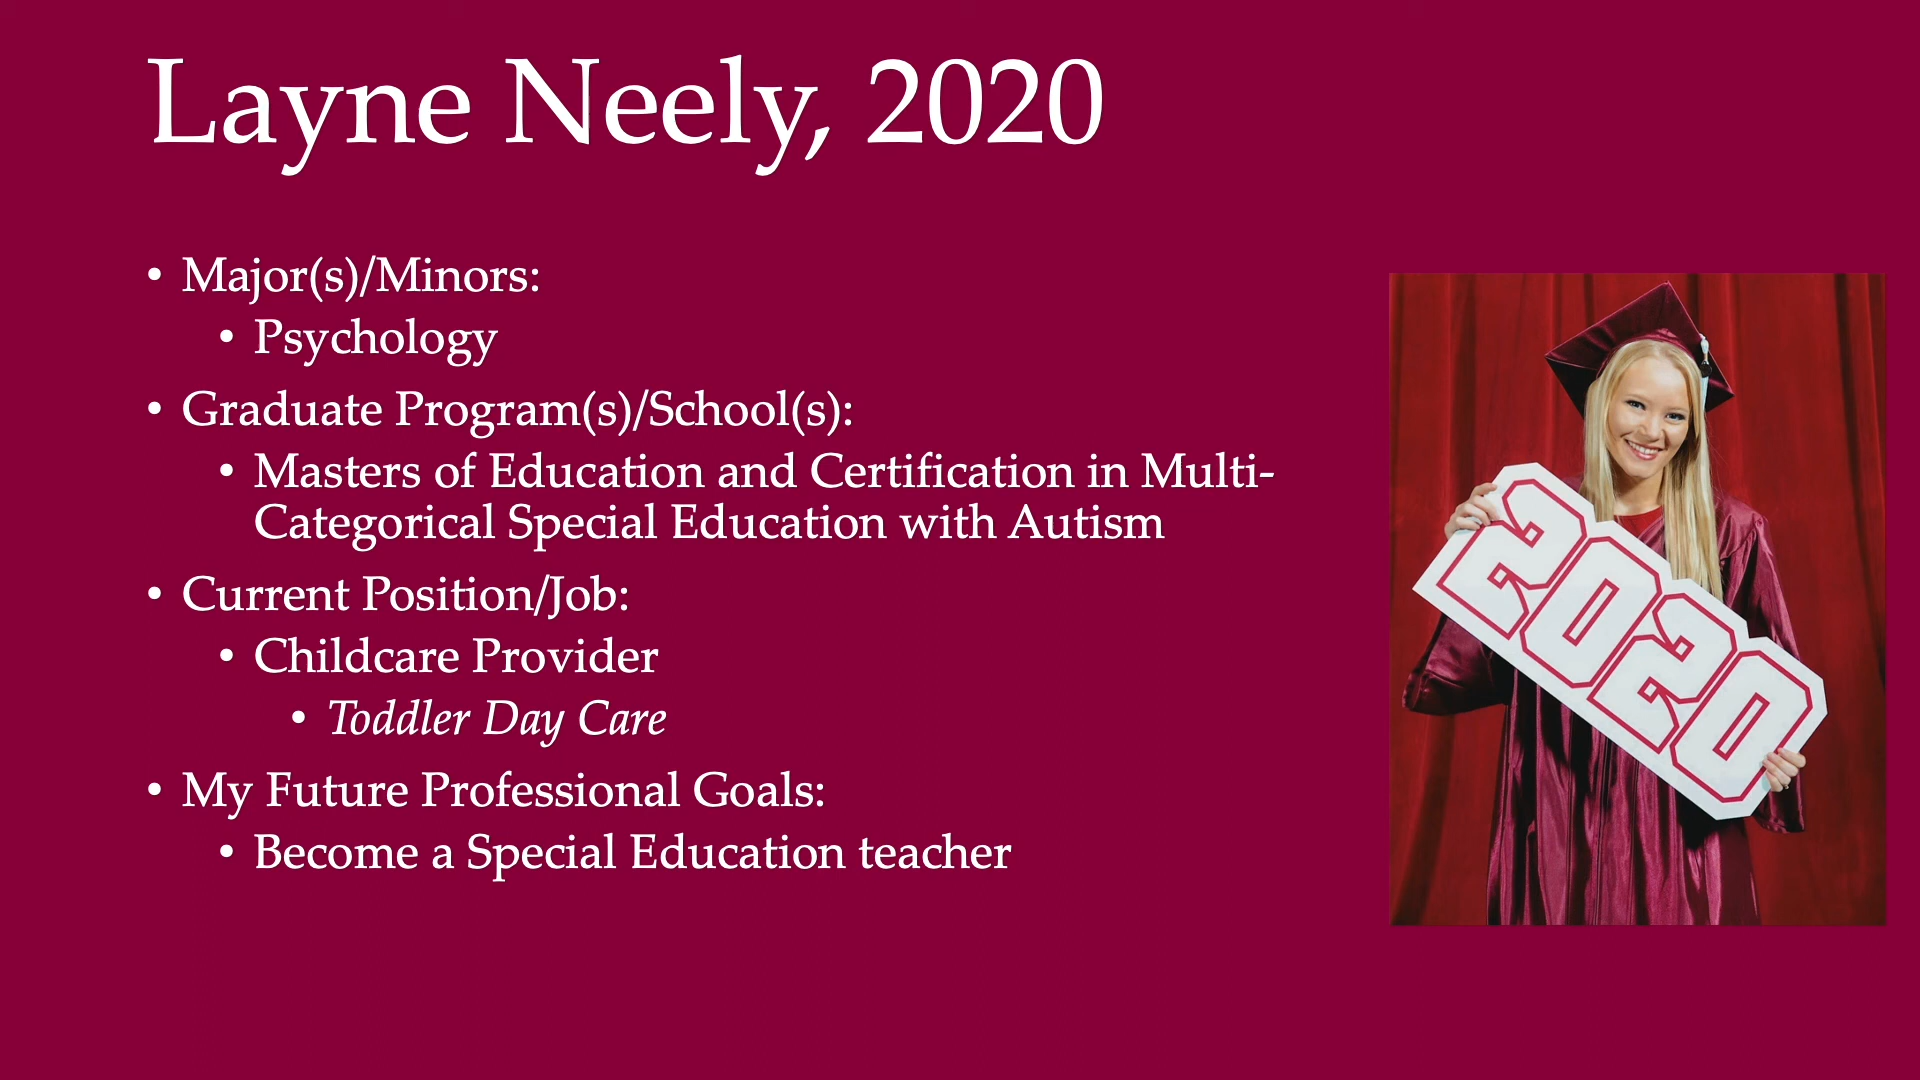 Layne Neely, 2020
• Major(s)/Minors:
• Psychology
• Graduate Program(s)/School(s):
• Masters of Education and Certification in Multi-
Categorical Special Education with Autism
• Current Position/Job:
• Childcare Provider
• Toddler Day Care
• My Future Professional Goals:
• Become a Special Education teacher
2020